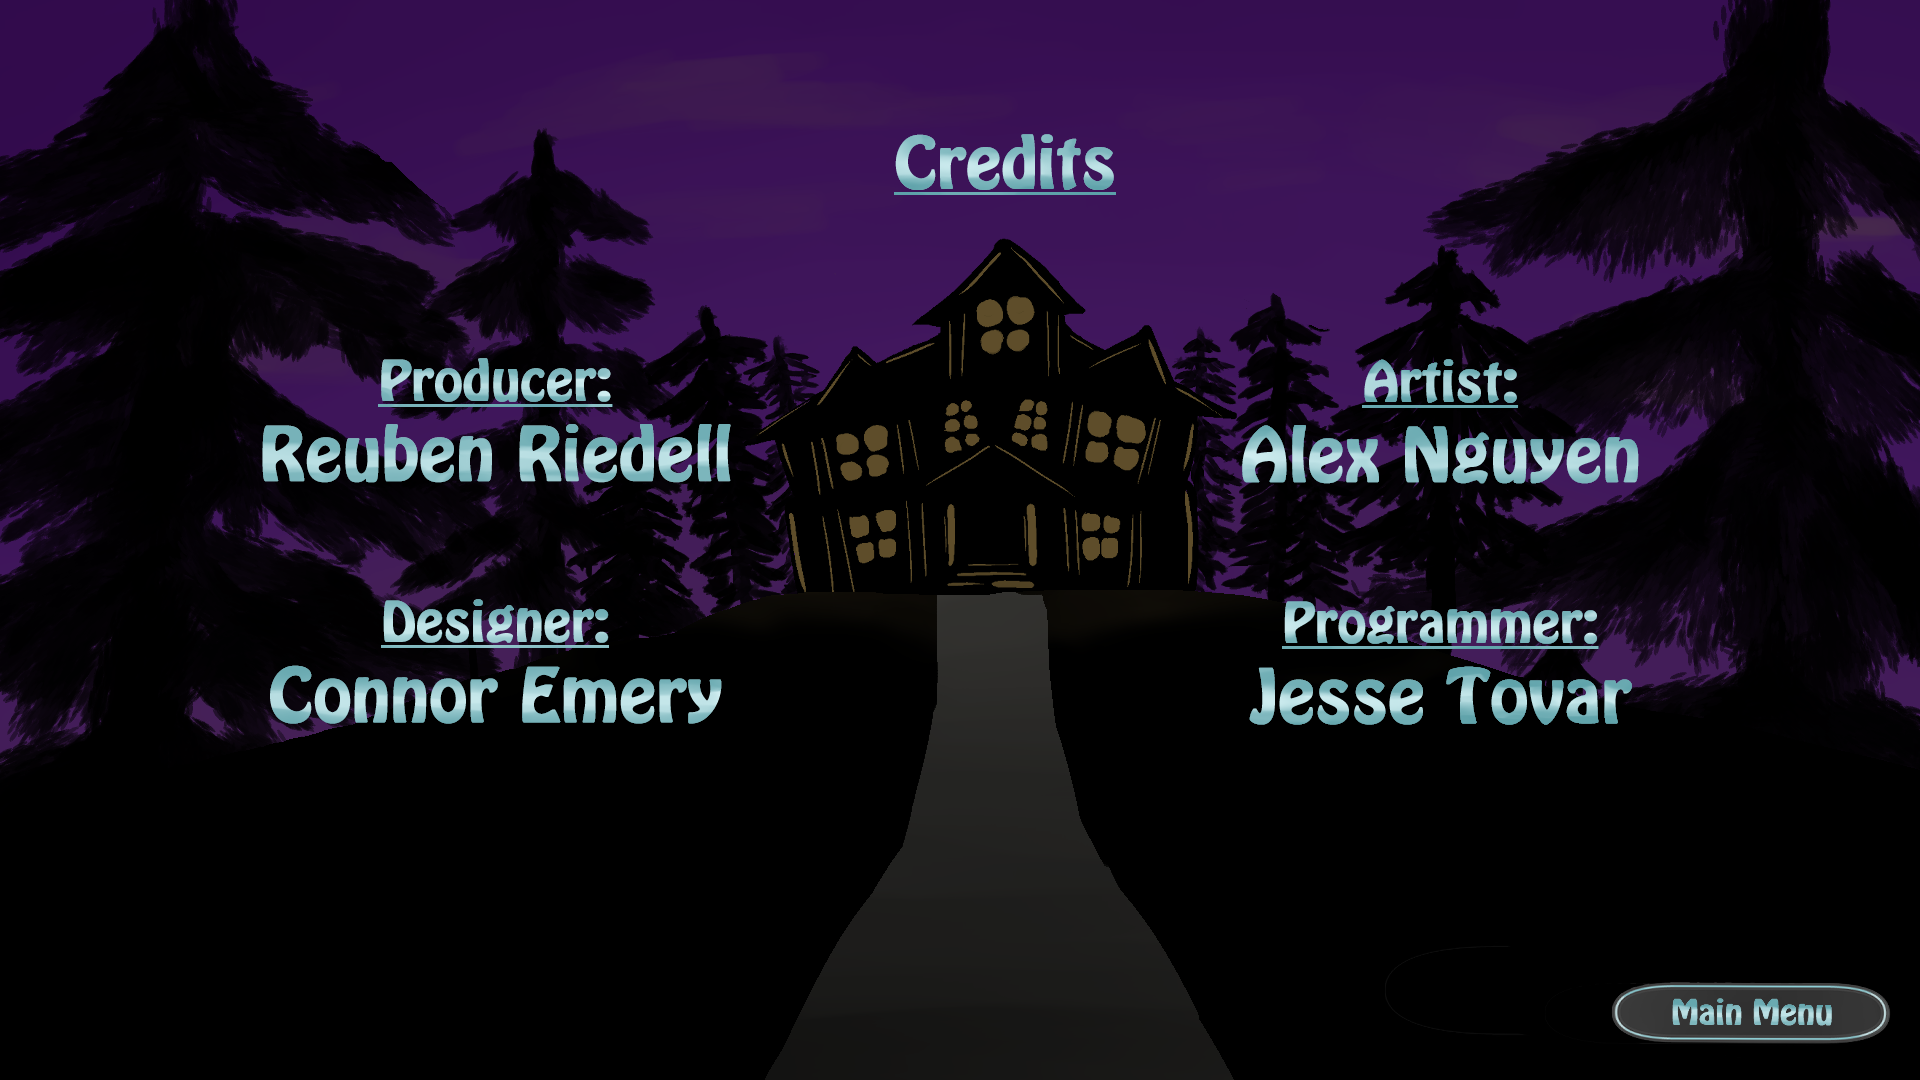 Credits
Producer:
Reuben Riedell
Artist:
Alex Nguyen
Designer:
Connor Emery
Programmer:
Jesse Tovar
Main Menu